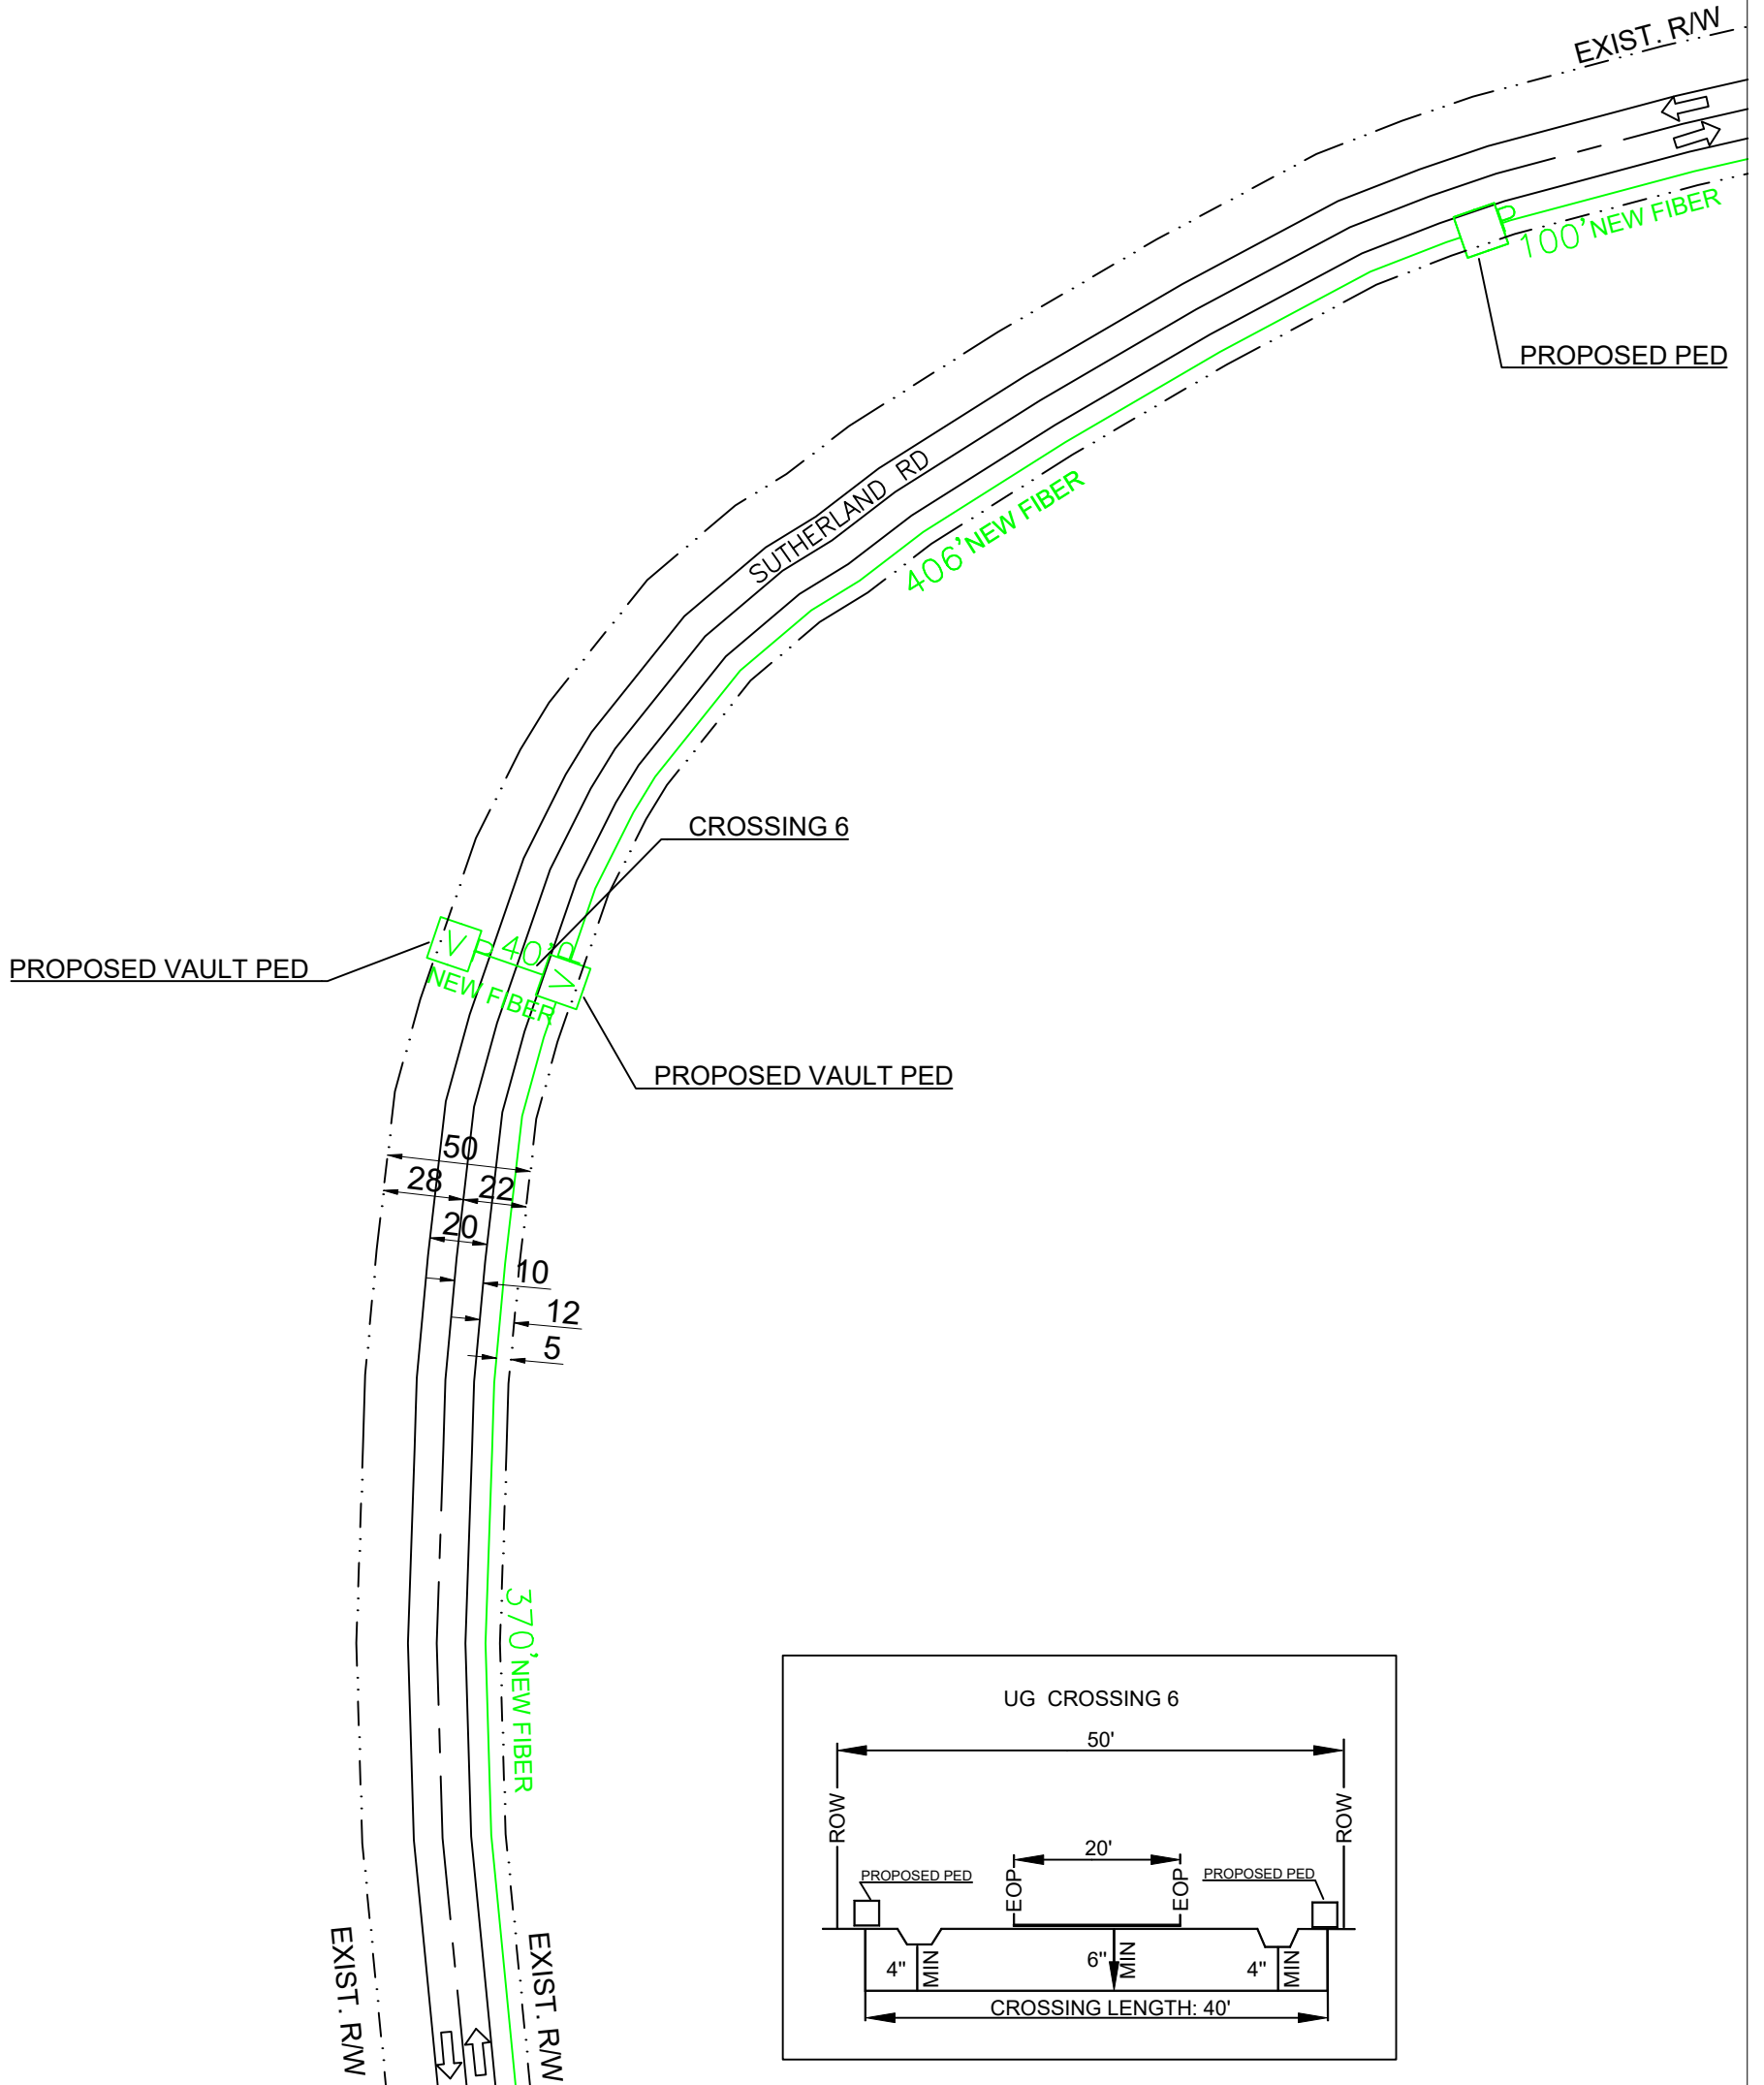 EXIST. R/W
P
100' NEW FIBER
PROPOSED PED
SUTHERLAND RD
406' NEW FIBER
CROSSING 6
V P 40' P
V
NEW FIBER
PROPOSED VAULT PED
PROPOSED VAULT PED
50
28 22
20
10
12
5
370' NEW FIBER
EXIST. R/W
EXIST. R/W
UG CROSSING 6
50'
ROW
ROW
20'
PROPOSED PED
PROPOSED PED
EOP
EOP
4" MIN
6" MIN
4" MIN
CROSSING LENGTH: 40'